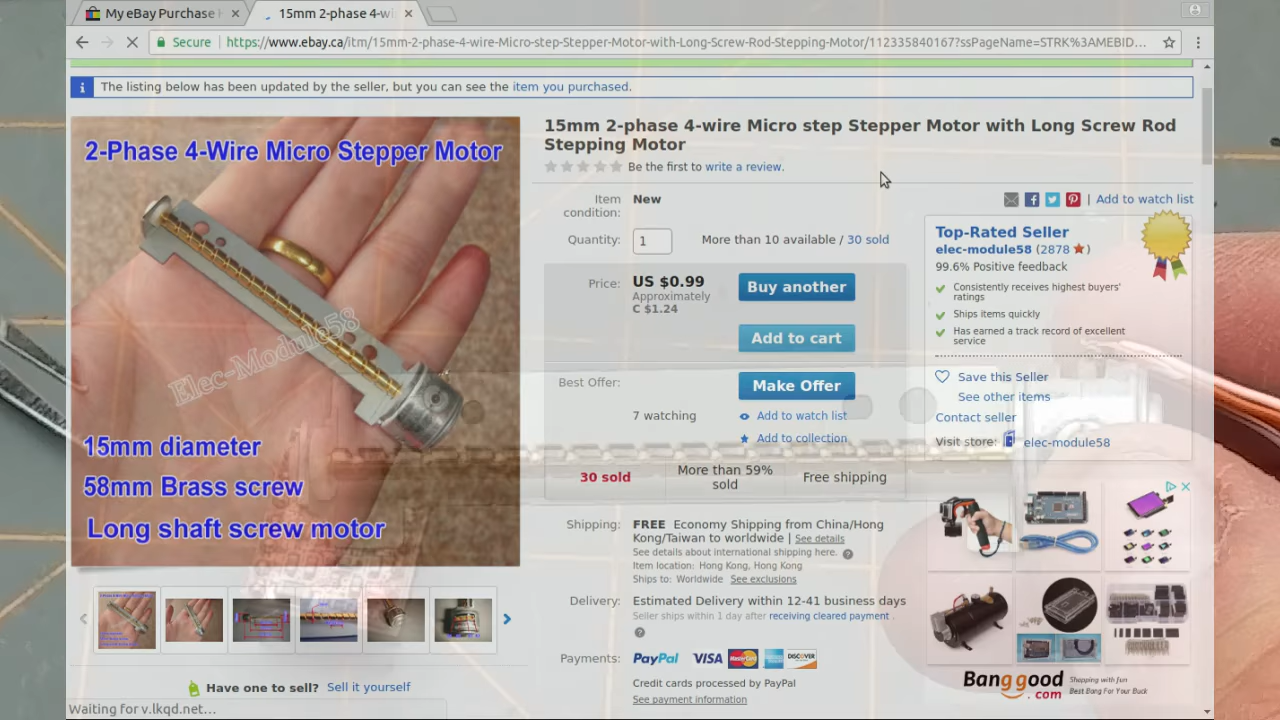 My eBay Purchase H
15mm 2-phase 4-wi
Secure
https://www.ebay.ca/itm/15mm-2-phase-4-wire-Micro-step-Stepper-Motor-with-Long-Screw-Rod-Stepping-Motor/112335840167?ssPageName=STRK%3AMEBID...
The listing below has been updated by the seller, but you can see the item you purchased.
2-Phase 4-Wire Micro Stepper Motor
Elec-Module58
15mm diameter
58mm Brass screw
Long shaft screw motor
Have one to sell? Sell it yourself
Waiting for v.lkqd.net...
15mm 2-phase 4-wire Micro step Stepper Motor with Long Screw Rod
Stepping Motor
Be the first to write a review.
Item
condition:
New
Quantity:
1
More than 10 available / 30 sold
Price:
US $0.99
Approximately
C $1.24
Buy another
Add to cart
Best Offer:
Make Offer
7 watching
Add to watch list
Add to collection
30 sold
More than 59%
sold
Free shipping
Shipping:
FREE Economy Shipping from China/Hong
Kong/Taiwan to worldwide | See details
See details about international shipping here.
Item location: Hong Kong, Hong Kong
Ships to: Worldwide See exclusions
Delivery:
Estimated Delivery within 12-41 business days
Seller ships within 1 day after receiving cleared payment .
Payments:
PayPal VISA MasterCard DISCOVER
Credit cards processed by PayPal
See payment information
| Add to watch list
Top-Rated Seller
elec-module58 (2878 )
99.6% Positive feedback
Consistently receives highest buyers'
ratings
Ships items quickly
Has earned a track record of excellent
service
Save this Seller
See other items
Contact seller
Visit store: elec-module58
Banggood
.com
Shipping with Fun
Best Bang For Your Buck